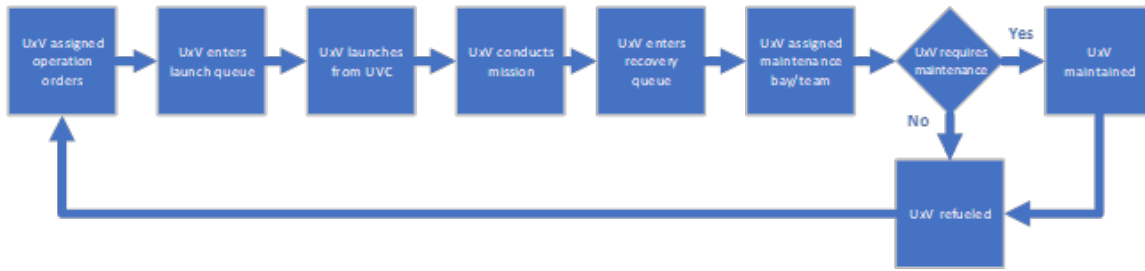 UxV assigned
operation
orders
UxV enters
launch queue
UxV launches
from UVC
UxV conducts
mission
UxV enters
recovery
queue
UxV assigned
maintenance
bay/team
UxV requires
maintenance
Yes
UxV
maintained
No
UxV refueled